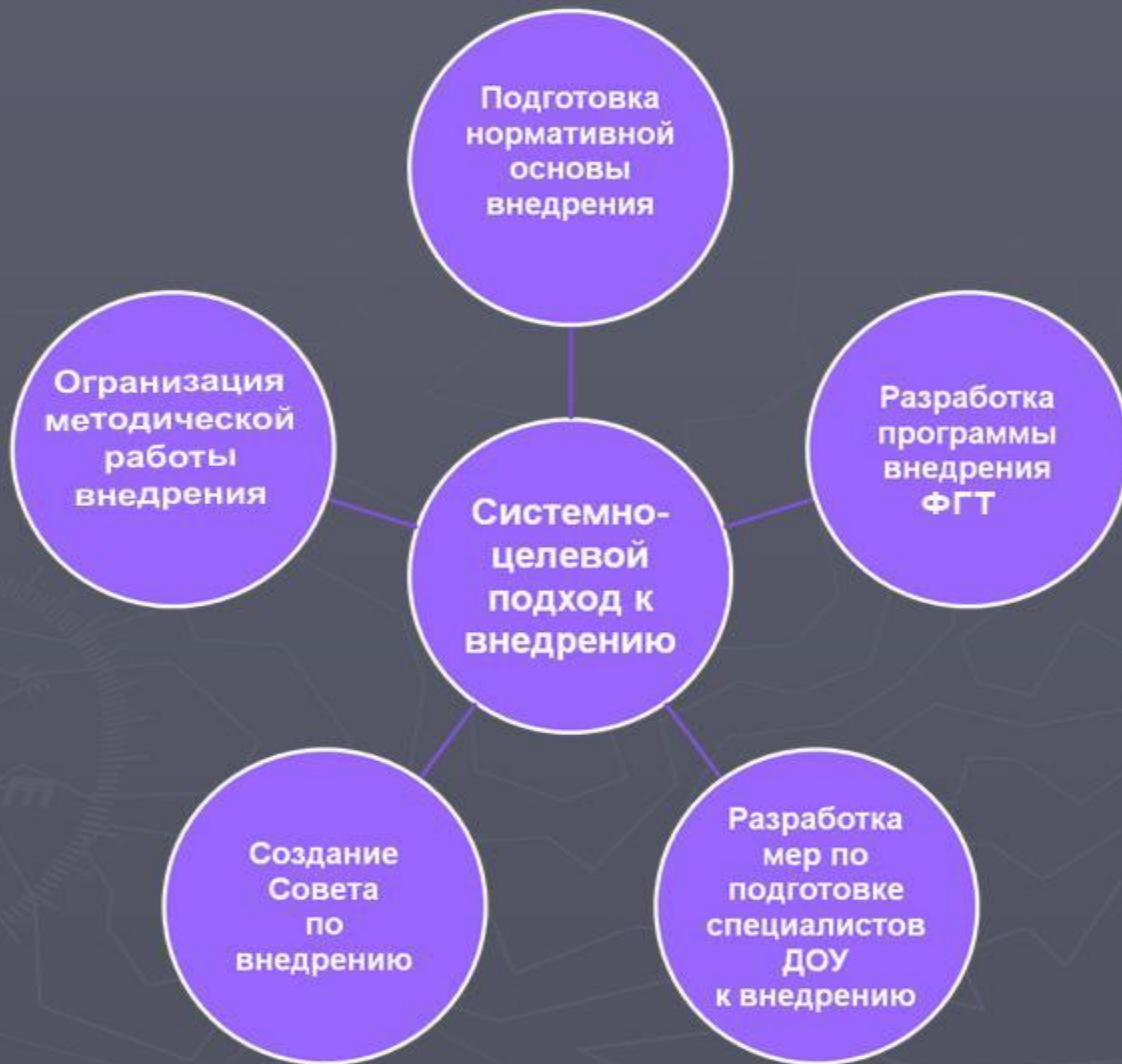 Подготовка
нормативной
основы
внедрения
Огранизация
методической
работы
внедрения
Разработка
программы
внедрения
ФГТ
Системно-
целевой
подход к
внедрению
Создание
Совета
по
внедрению
Разработка
мер по
подготовке
специалистов
ДОУ
к внедрению